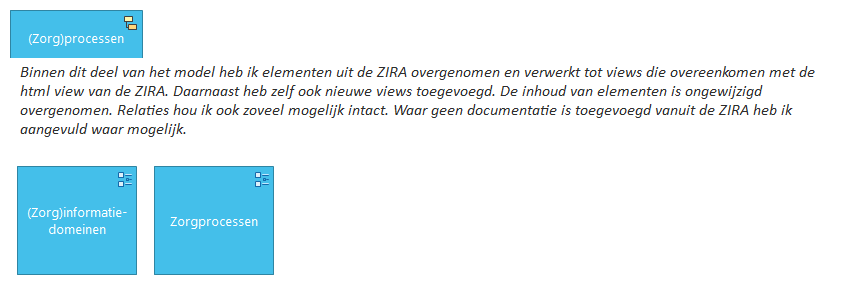 (Zorg)processen
Binnen dit deel van het model heb ik elementen uit de ZIRA overgenomen en verwerkt tot views die overeenkomen met de
html view van de ZIRA. Daarnaast heb zelf ook nieuwe views toegevoegd. De inhoud van elementen is ongewijzigd
overgenomen. Relaties hou ik ook zoveel mogelijk intact. Waar geen documentatie is toegevoegd vanuit de ZIRA heb ik
aangevuld waar mogelijk.
(Zorg)informatie-
domeinen
Zorgprocessen